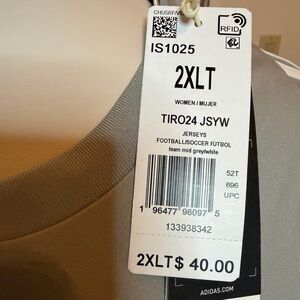 RFID
IS1025
2XLT
WOMEN / MUJER
TIRO24 JSYW
JERSEYS
FOOTBALL/SOCCER FÚTBOL
team mid grey/white
52T
696
UPC
1 96477 96097 5
133938342
2XLT$ 40.00
ADIDAS.COM